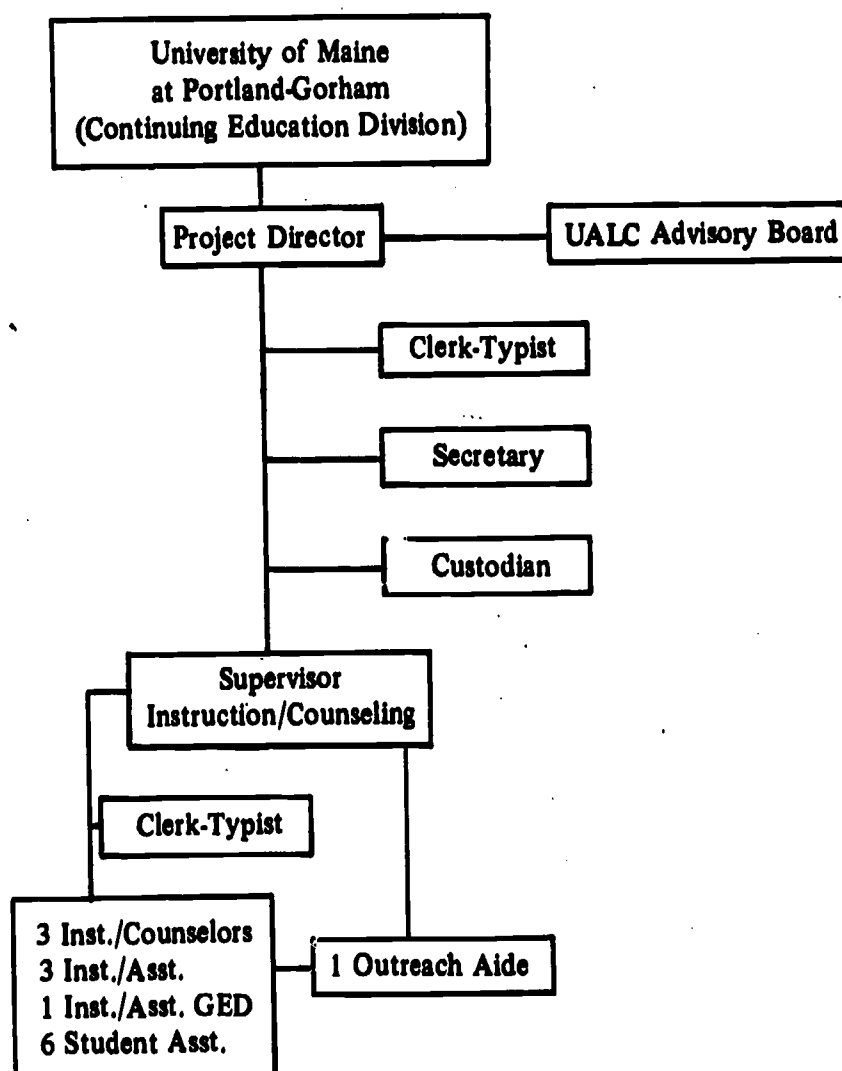 University of Maine
at Portland-Gorham
(Continuing Education Division)
Project Director
UALC Advisory Board
Clerk-Typist
Secretary
Custodian
Supervisor
Instruction/Counseling
Clerk-Typist
3 Inst./Counselors
3 Inst./Asst.
1 Inst./Asst. GED
6 Student Asst.
1 Outreach Aide